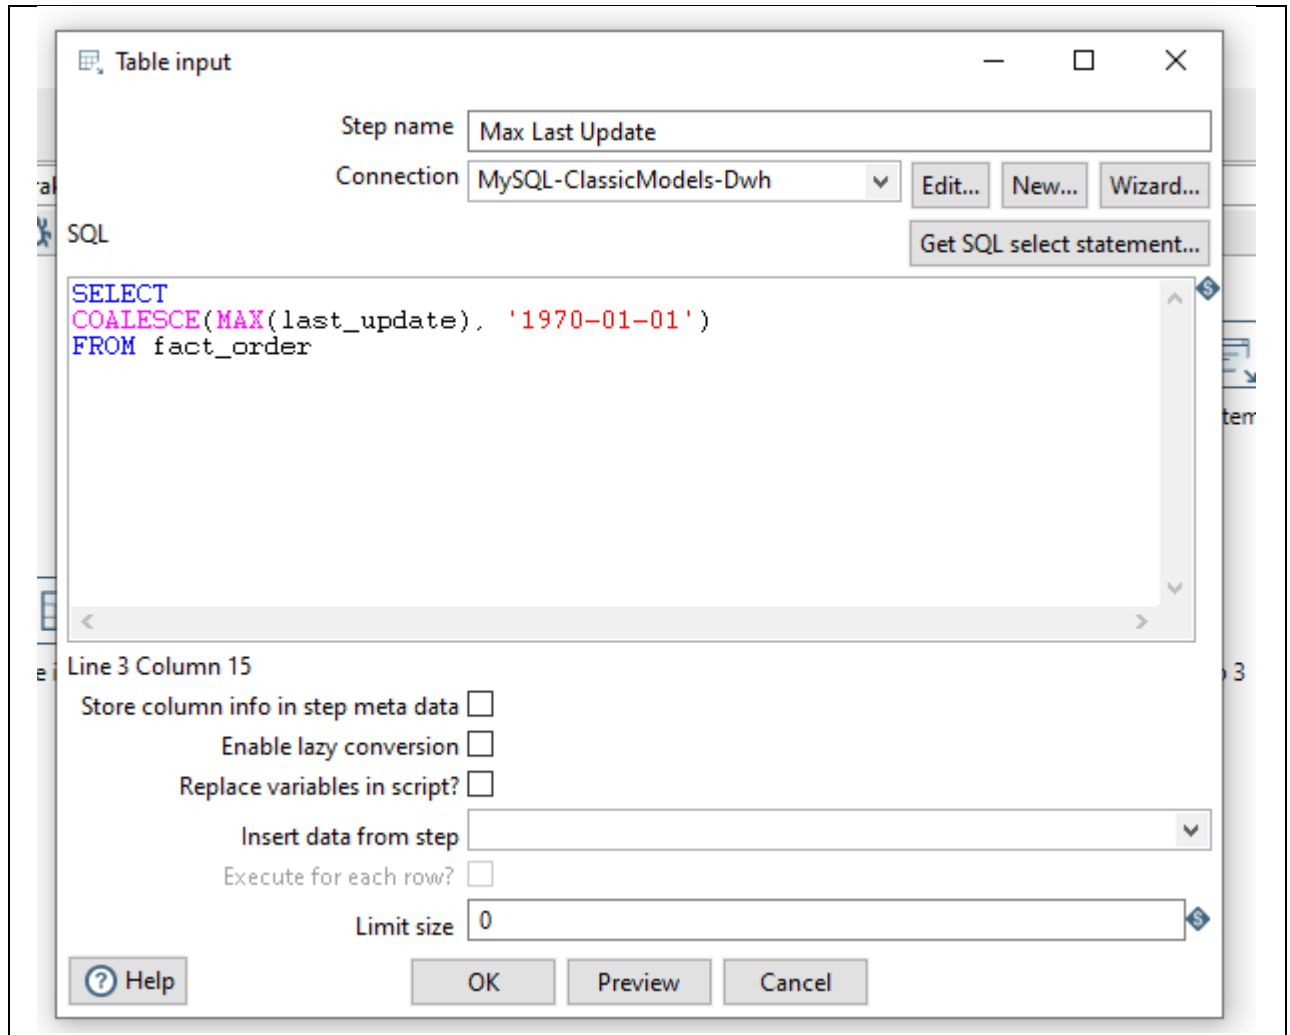 Table input
Step name Max Last Update
Connection MySQL-ClassicModels-Dwh Edit... New... Wizard...
SQL
Get SQL select statement...
SELECT
COALESCE(MAX(last_update), '1970-01-01')
FROM fact_order
Line 3 Column 15
Store column info in step meta data
Enable lazy conversion
Replace variables in script?
Insert data from step
Execute for each row?
Limit size 0
Help OK Preview Cancel